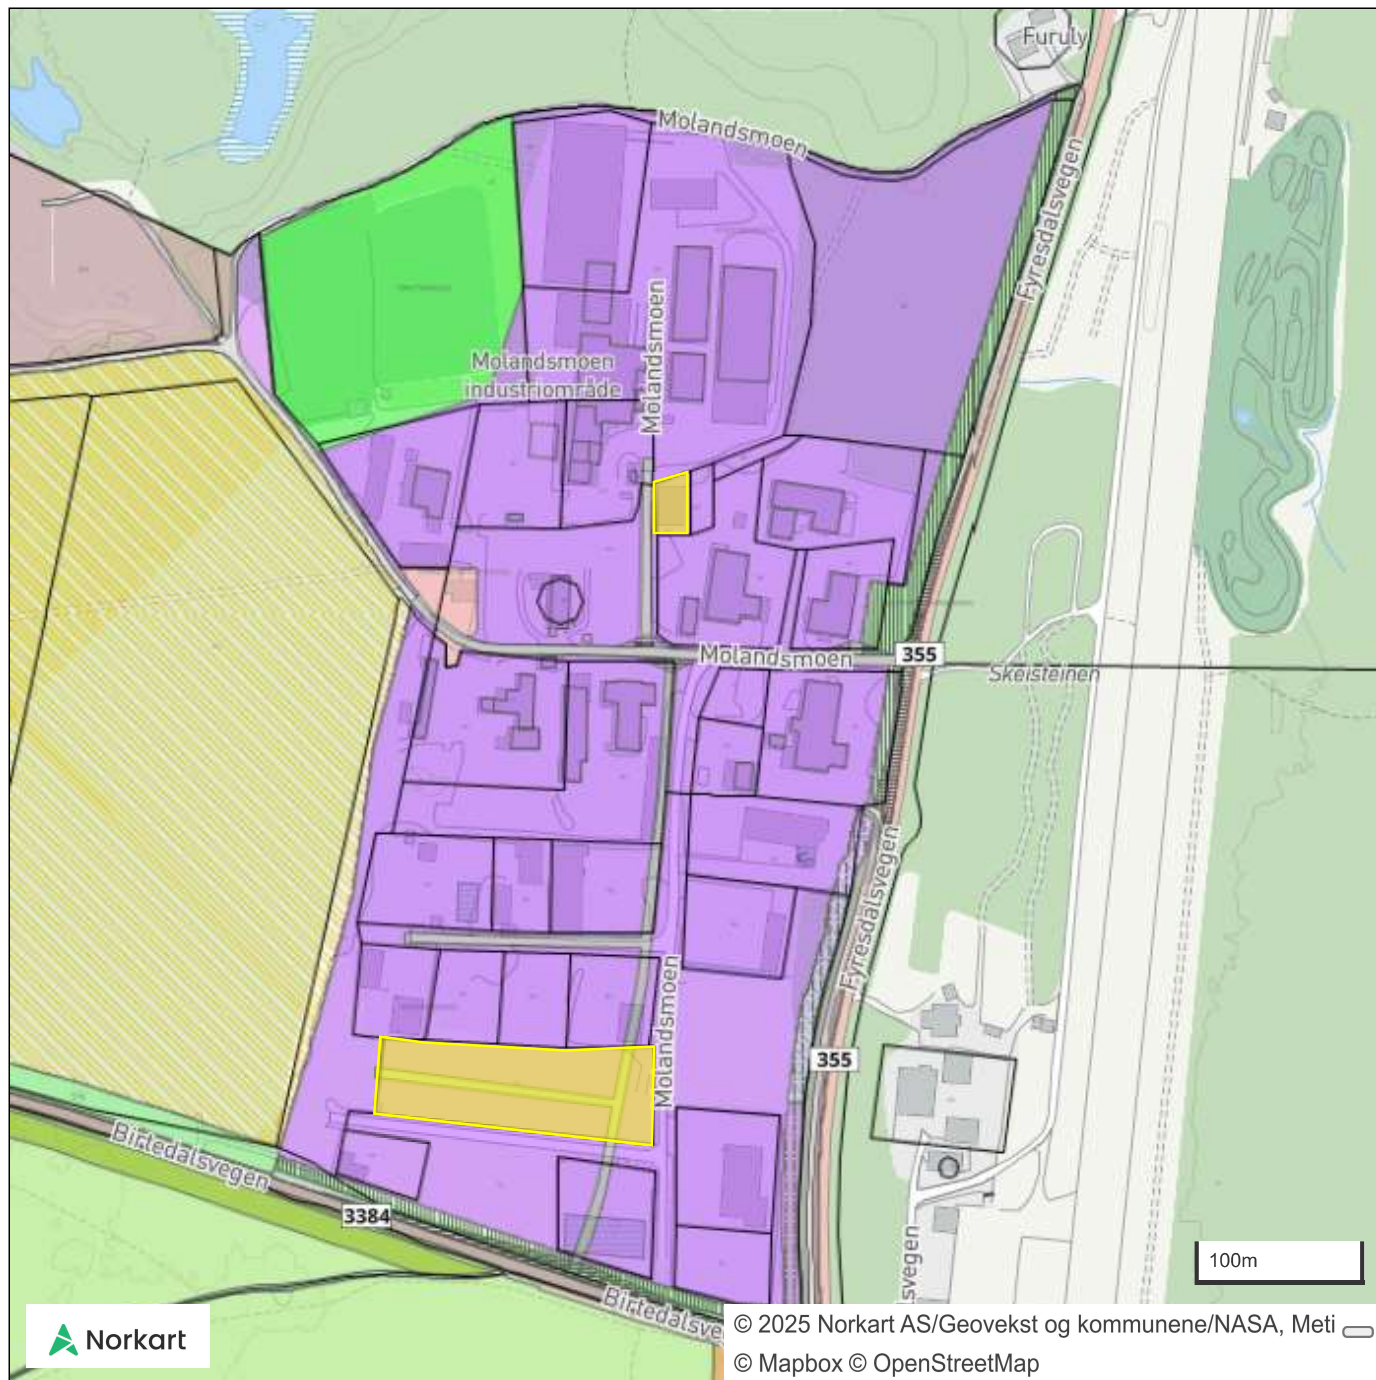 Furuly
Molandsmoen
Fyresdalsvegen
Molandsmoen
Molandsmoen
industriområde
Molandsmoen
355
Skeisteinen
Fyresdalsvegen
Molandsmoen
355
Birtedalsvegen
3384
lsvegen
100m
Birtedalsve
Norkart
© 2025 Norkart AS/Geovekst og kommunene/NASA, Meti
© Mapbox © OpenStreetMap